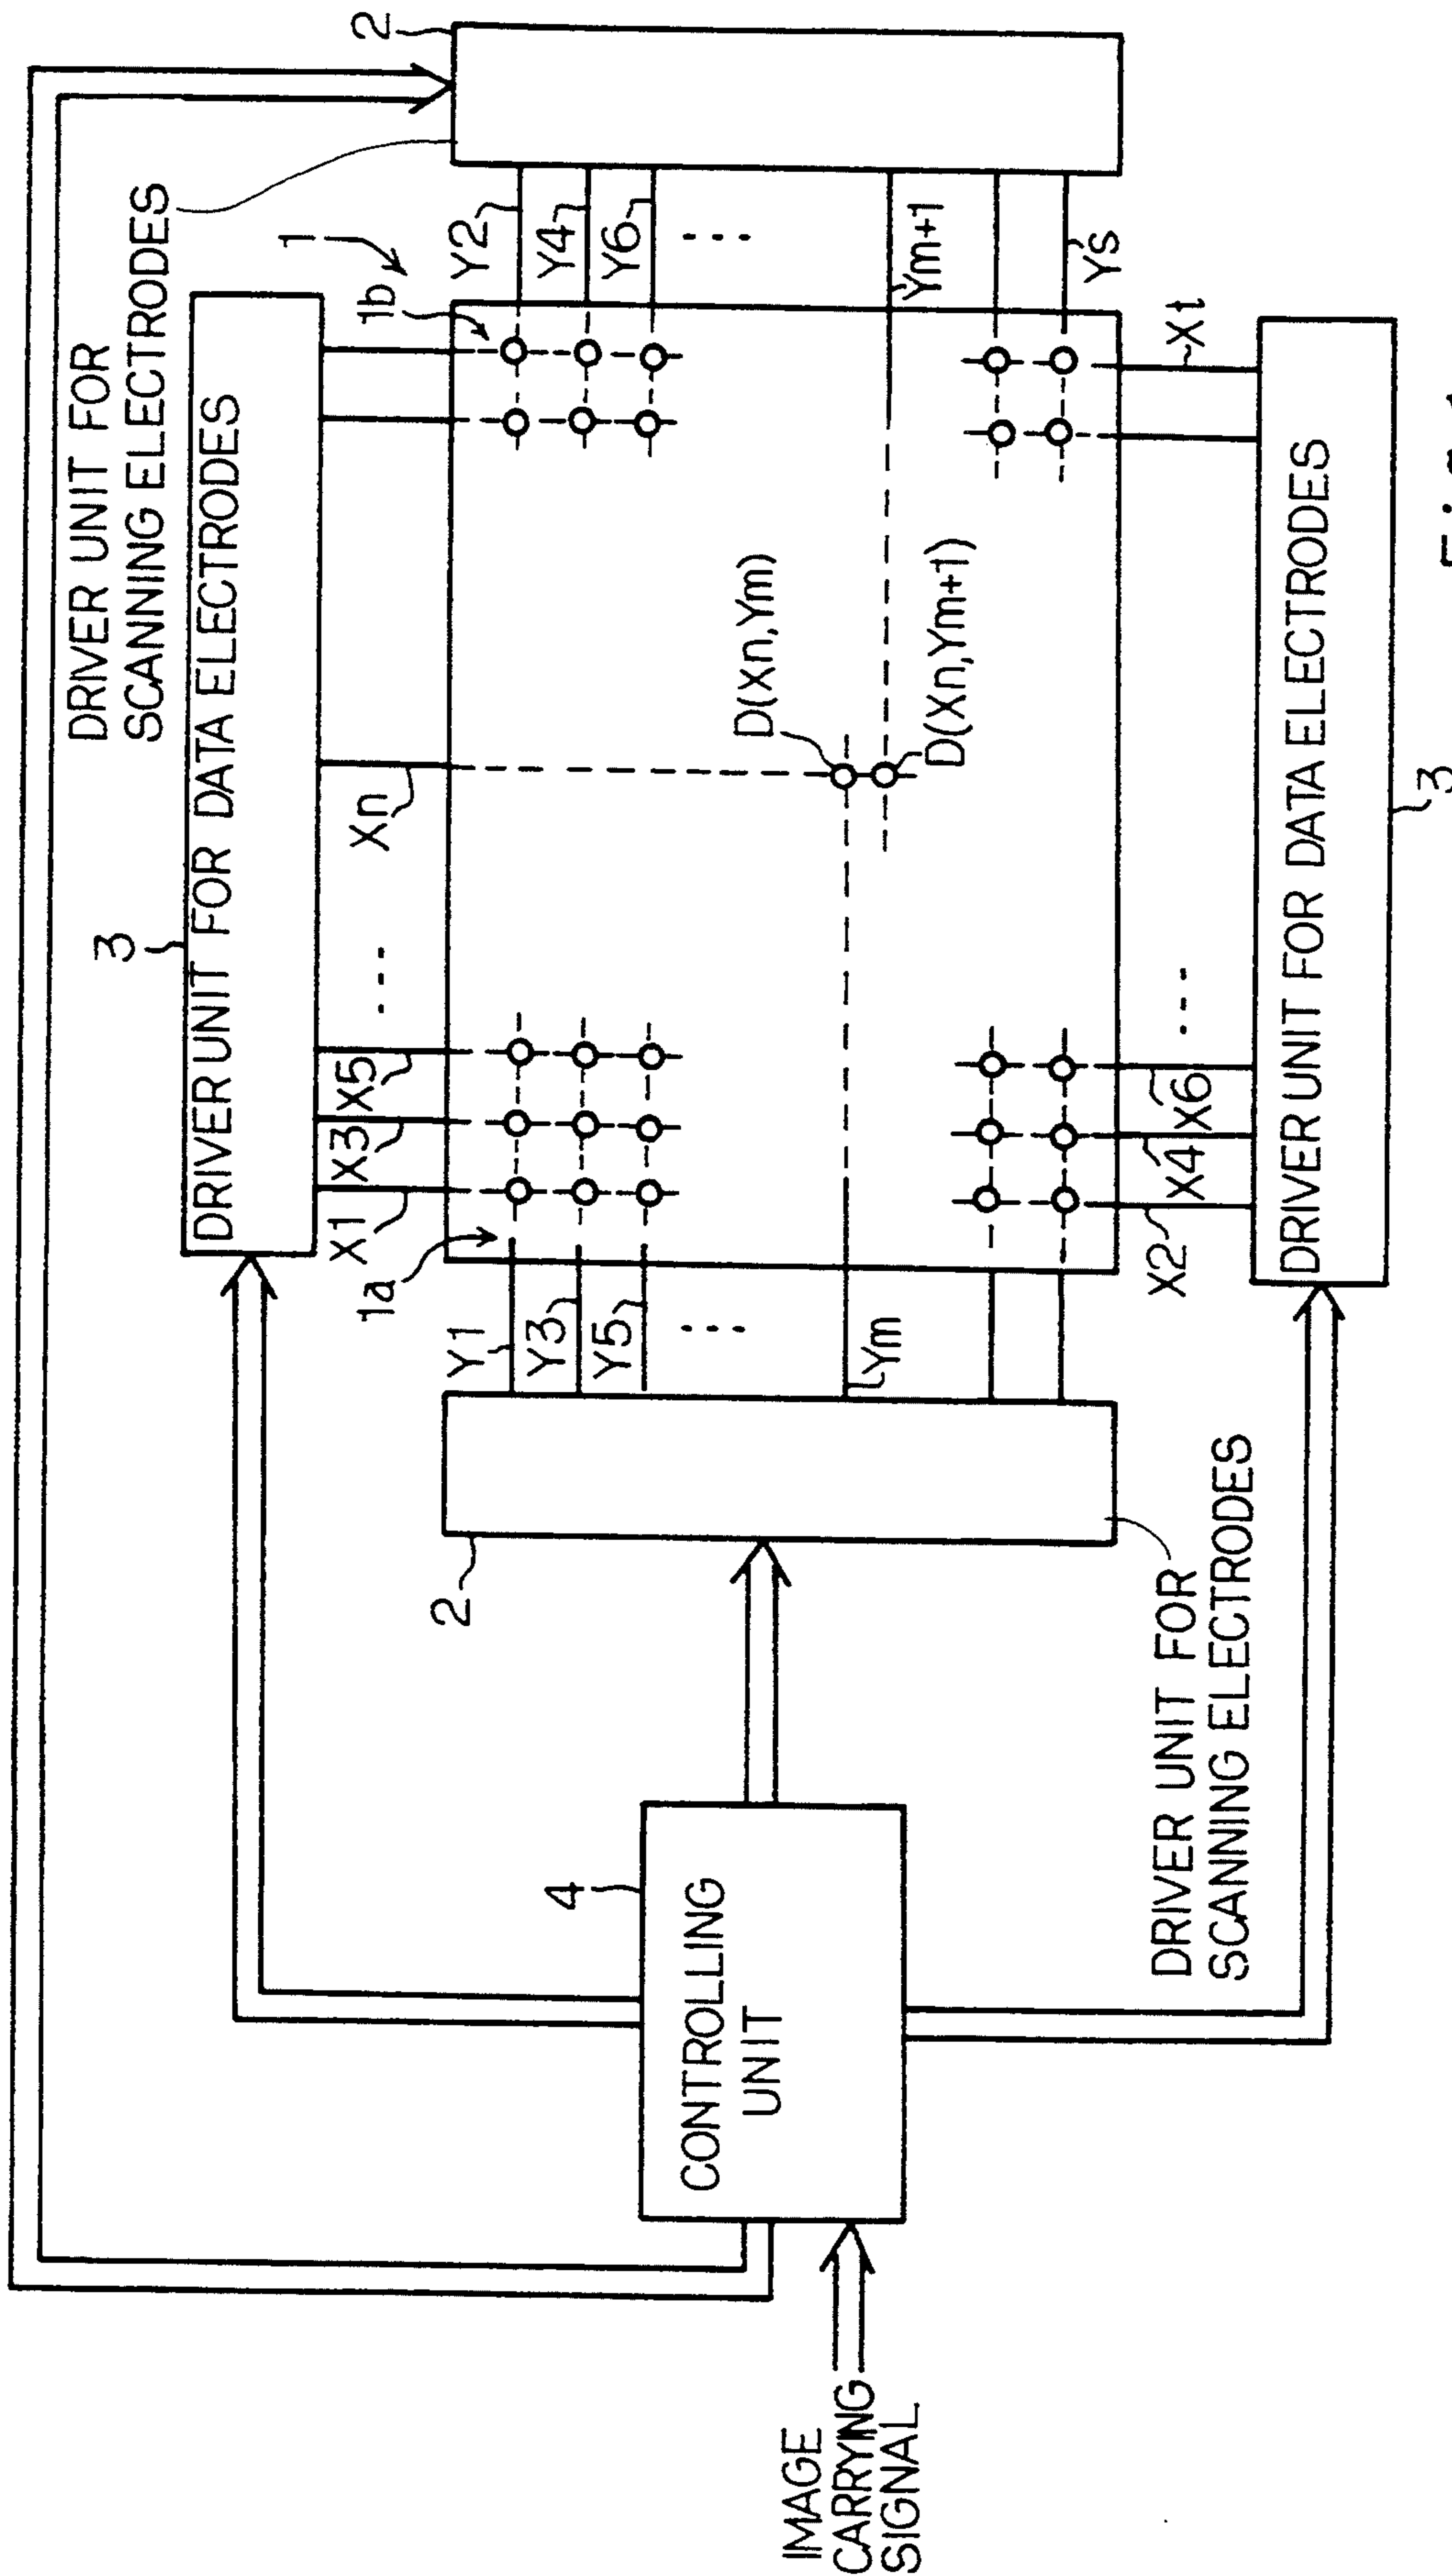 DRIVER UNIT FOR
SCANNING ELECTRODES
2
3
DRIVER UNIT FOR DATA ELECTRODES
1
X1
X3
X5
...
Xn
1a
1b
Y1
Y3
Y5
...
Ym
Y2
Y4
Y6
...
Ym+1
Ys
D(Xn,Ym)
D(Xn,Ym+1)
2
4
CONTROLLING
UNIT
IMAGE
CARRYING
SIGNAL
DRIVER UNIT FOR
SCANNING ELECTRODES
X2
X4
X6
...
Xt
DRIVER UNIT FOR DATA ELECTRODES
3